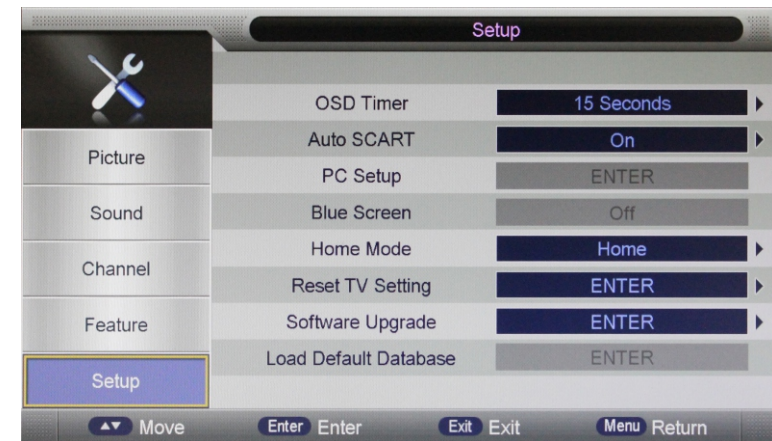 Setup
OSD Timer 15 Seconds
Auto SCART On
PC Setup ENTER
Blue Screen Off
Home Mode Home
Reset TV Setting ENTER
Software Upgrade ENTER
Load Default Database ENTER
Picture
Sound
Channel
Feature
Setup
Move Enter Enter Exit Exit Menu Return